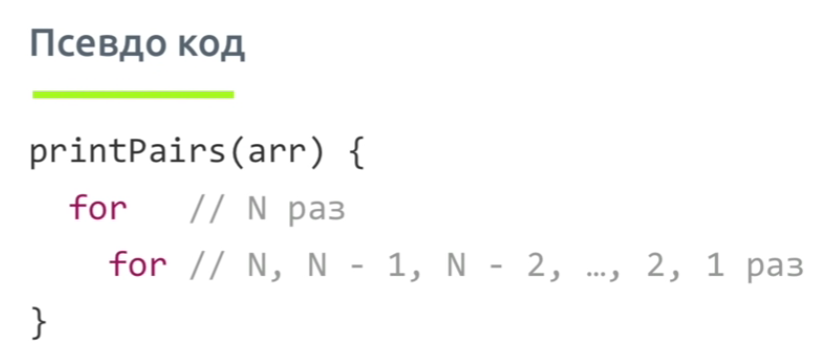 Псевдо код
printPairs(arr) {
for // N раз
for // N, N - 1, N - 2, …, 2, 1 раз
}